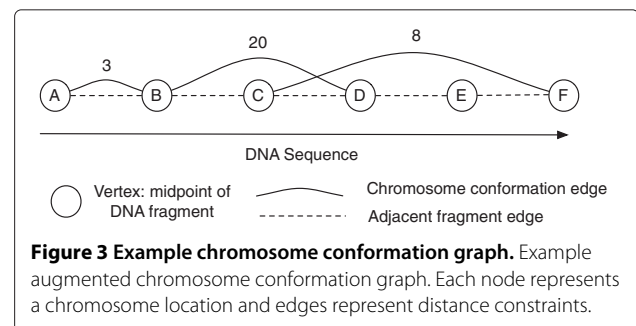 8
20
3
A B C D E F
DNA Sequence
Vertex: midpoint of
DNA fragment
Chromosome conformation edge
Adjacent fragment edge
Figure 3 Example chromosome conformation graph. Example
augmented chromosome conformation graph. Each node represents
a chromosome location and edges represent distance constraints.